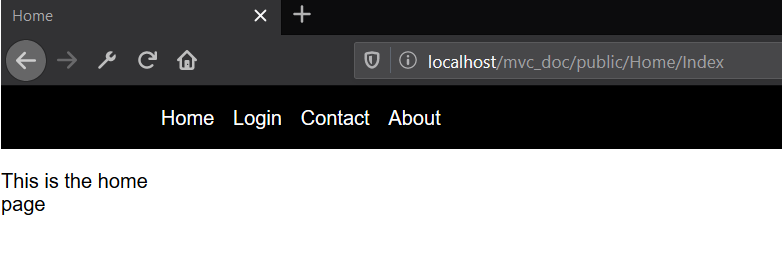 Home
localhost/mvc_doc/public/Home/Index
Home Login Contact About
This is the home
page